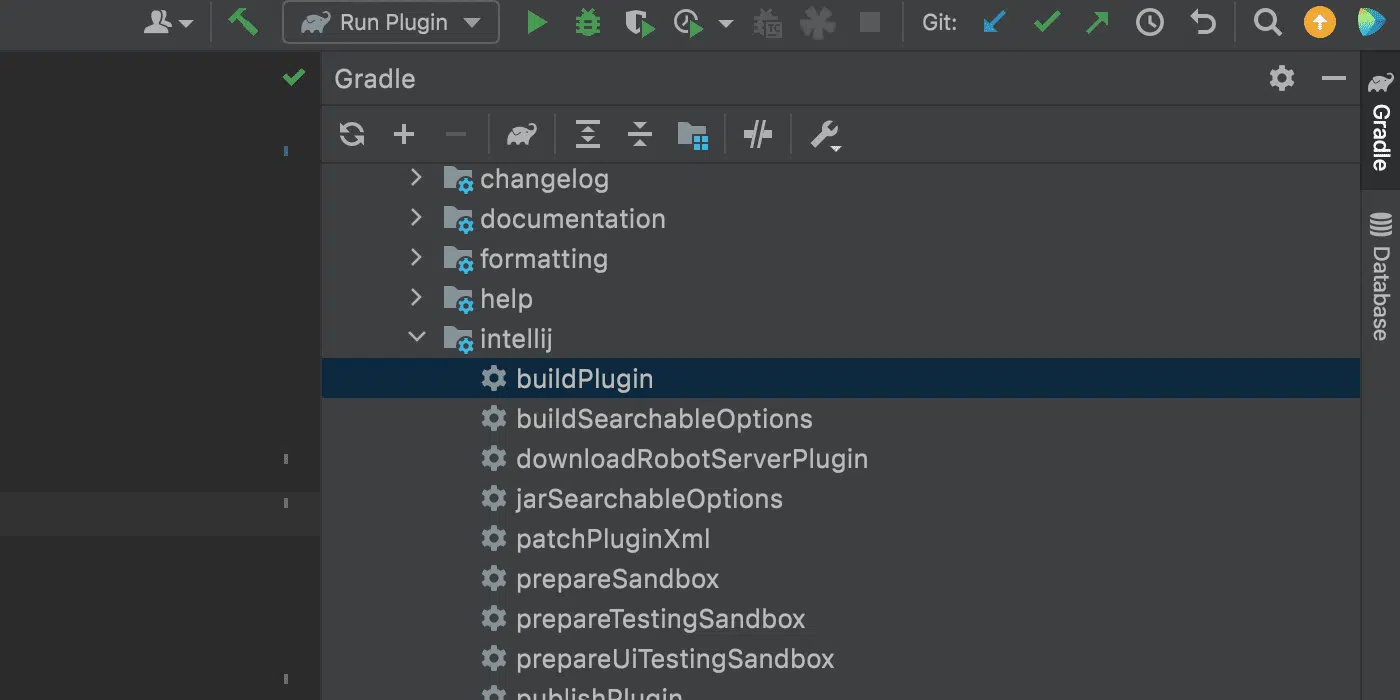 Run Plugin
Git:
Gradle
Gradle
Database
changelog
documentation
formatting
help
intellij
buildPlugin
buildSearchableOptions
downloadRobotServerPlugin
jarSearchableOptions
patchPluginXml
prepareSandbox
prepareTestingSandbox
prepareUiTestingSandbox
publishPlugin